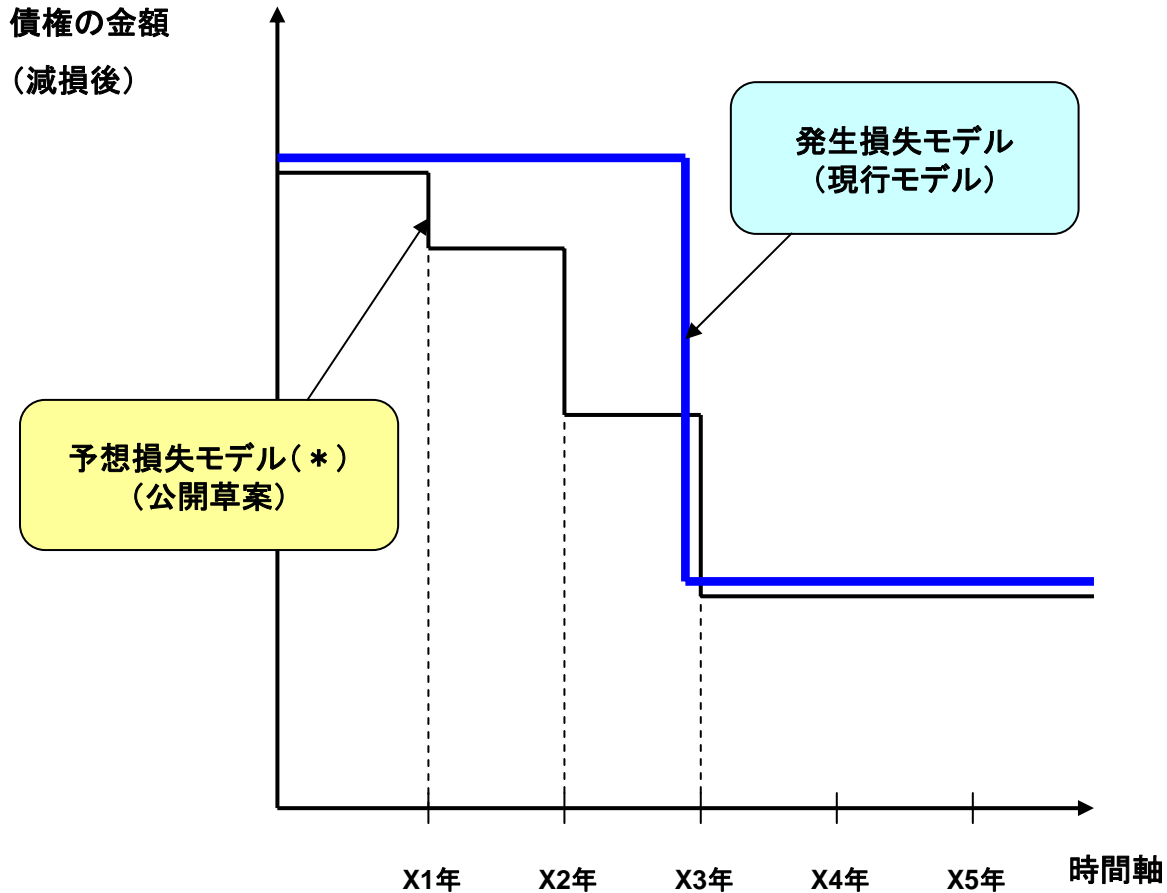 債権の金額
（減損後）
発生損失モデル
（現行モデル）
予想損失モデル（＊）
（公開草案）
X1年
X2年
X3年
X4年
X5年
時間軸